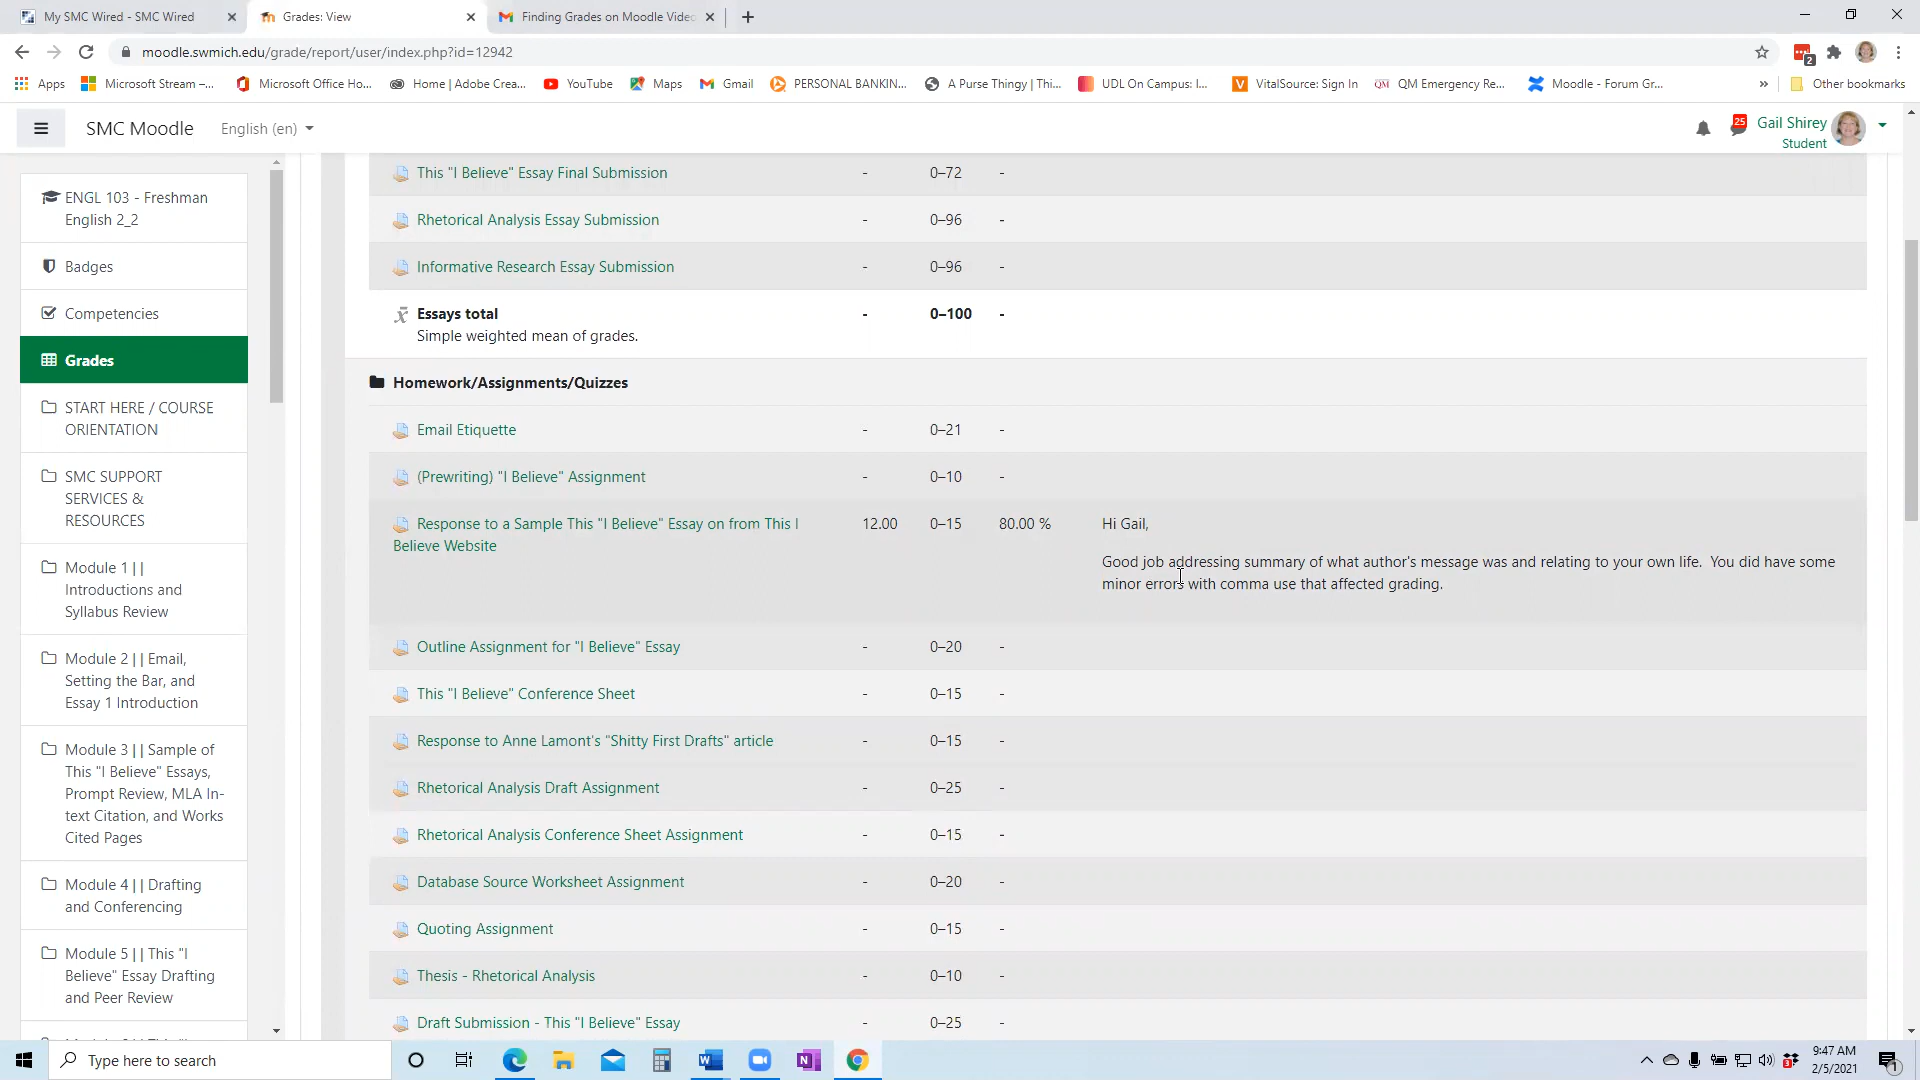 My SMC Wired - SMC Wired
Grades: View
Finding Grades on Moodle Video
moodle.swmich.edu/grade/report/user/index.php?id=12942
2
Apps
Microsoft Stream –...
Microsoft Office Ho...
Home | Adobe Crea...
YouTube
Maps
Gmail
PERSONAL BANKIN...
A Purse Thingy | Thi...
UDL On Campus: I...
VitalSource: Sign In
QM Emergency Re...
Moodle - Forum Gr...
»
Other bookmarks
SMC Moodle
English (en)
25
Gail Shirey
Student
ENGL 103 - Freshman
English 2_2
Badges
Competencies
Grades
START HERE / COURSE
ORIENTATION
SMC SUPPORT
SERVICES &
RESOURCES
Module 1 | |
Introductions and
Syllabus Review
Module 2 | | Email,
Setting the Bar, and
Essay 1 Introduction
Module 3 | | Sample of
This "I Believe" Essays,
Prompt Review, MLA In-
text Citation, and Works
Cited Pages
Module 4 | | Drafting
and Conferencing
Module 5 | | This "I
Believe" Essay Drafting
and Peer Review
This "I Believe" Essay Final Submission - 0–72 -
Rhetorical Analysis Essay Submission - 0–96 -
Informative Research Essay Submission - 0–96 -
Essays total - 0–100 -
Simple weighted mean of grades.
Homework/Assignments/Quizzes
Email Etiquette - 0–21 -
(Prewriting) "I Believe" Assignment - 0–10 -
Response to a Sample This "I Believe" Essay on from This I 12.00 0–15 80.00 % Hi Gail,
Believe Website
Good job addressing summary of what author's message was and relating to your own life. You did have some
minor errors with comma use that affected grading.
Outline Assignment for "I Believe" Essay - 0–20 -
This "I Believe" Conference Sheet - 0–15 -
Response to Anne Lamont's "Shitty First Drafts" article - 0–15 -
Rhetorical Analysis Draft Assignment - 0–25 -
Rhetorical Analysis Conference Sheet Assignment - 0–15 -
Database Source Worksheet Assignment - 0–20 -
Quoting Assignment - 0–15 -
Thesis - Rhetorical Analysis - 0–10 -
Draft Submission - This "I Believe" Essay - 0–25 -
Type here to search
9:47 AM
2/5/2021